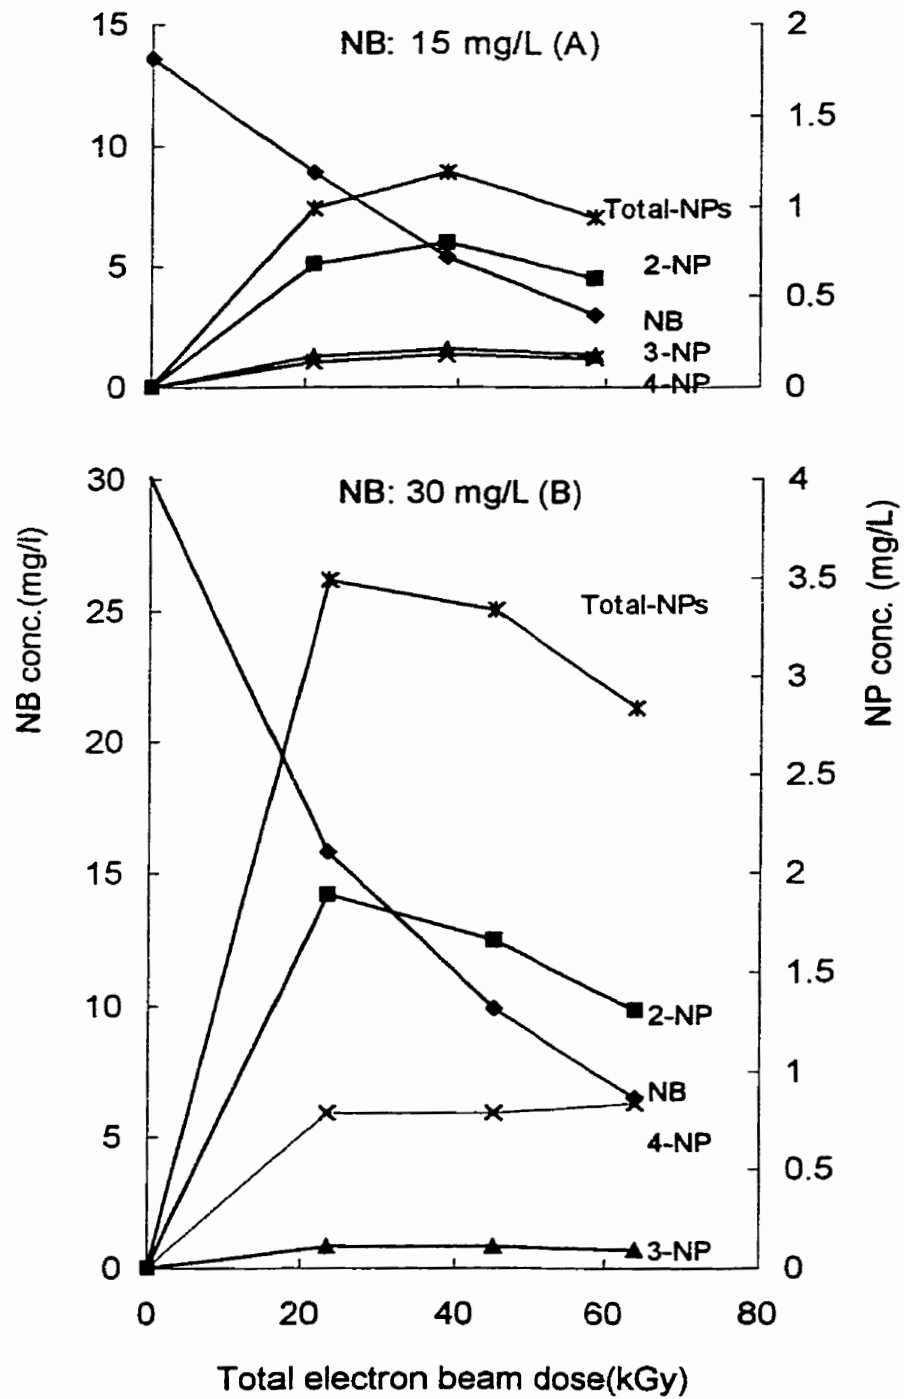 NB: 15 mg/L (A)
15
10
5
0
2
1.5
1
0.5
0
Total-NPs
2-NP
NB
3-NP
4-NP
NB: 30 mg/L (B)
NB conc.(mg/l)
30
25
20
15
10
5
0
NP conc. (mg/L)
4
3.5
3
2.5
2
1.5
1
0.5
0
Total-NPs
2-NP
NB
4-NP
3-NP
0 20 40 60 80
Total electron beam dose(kGy)